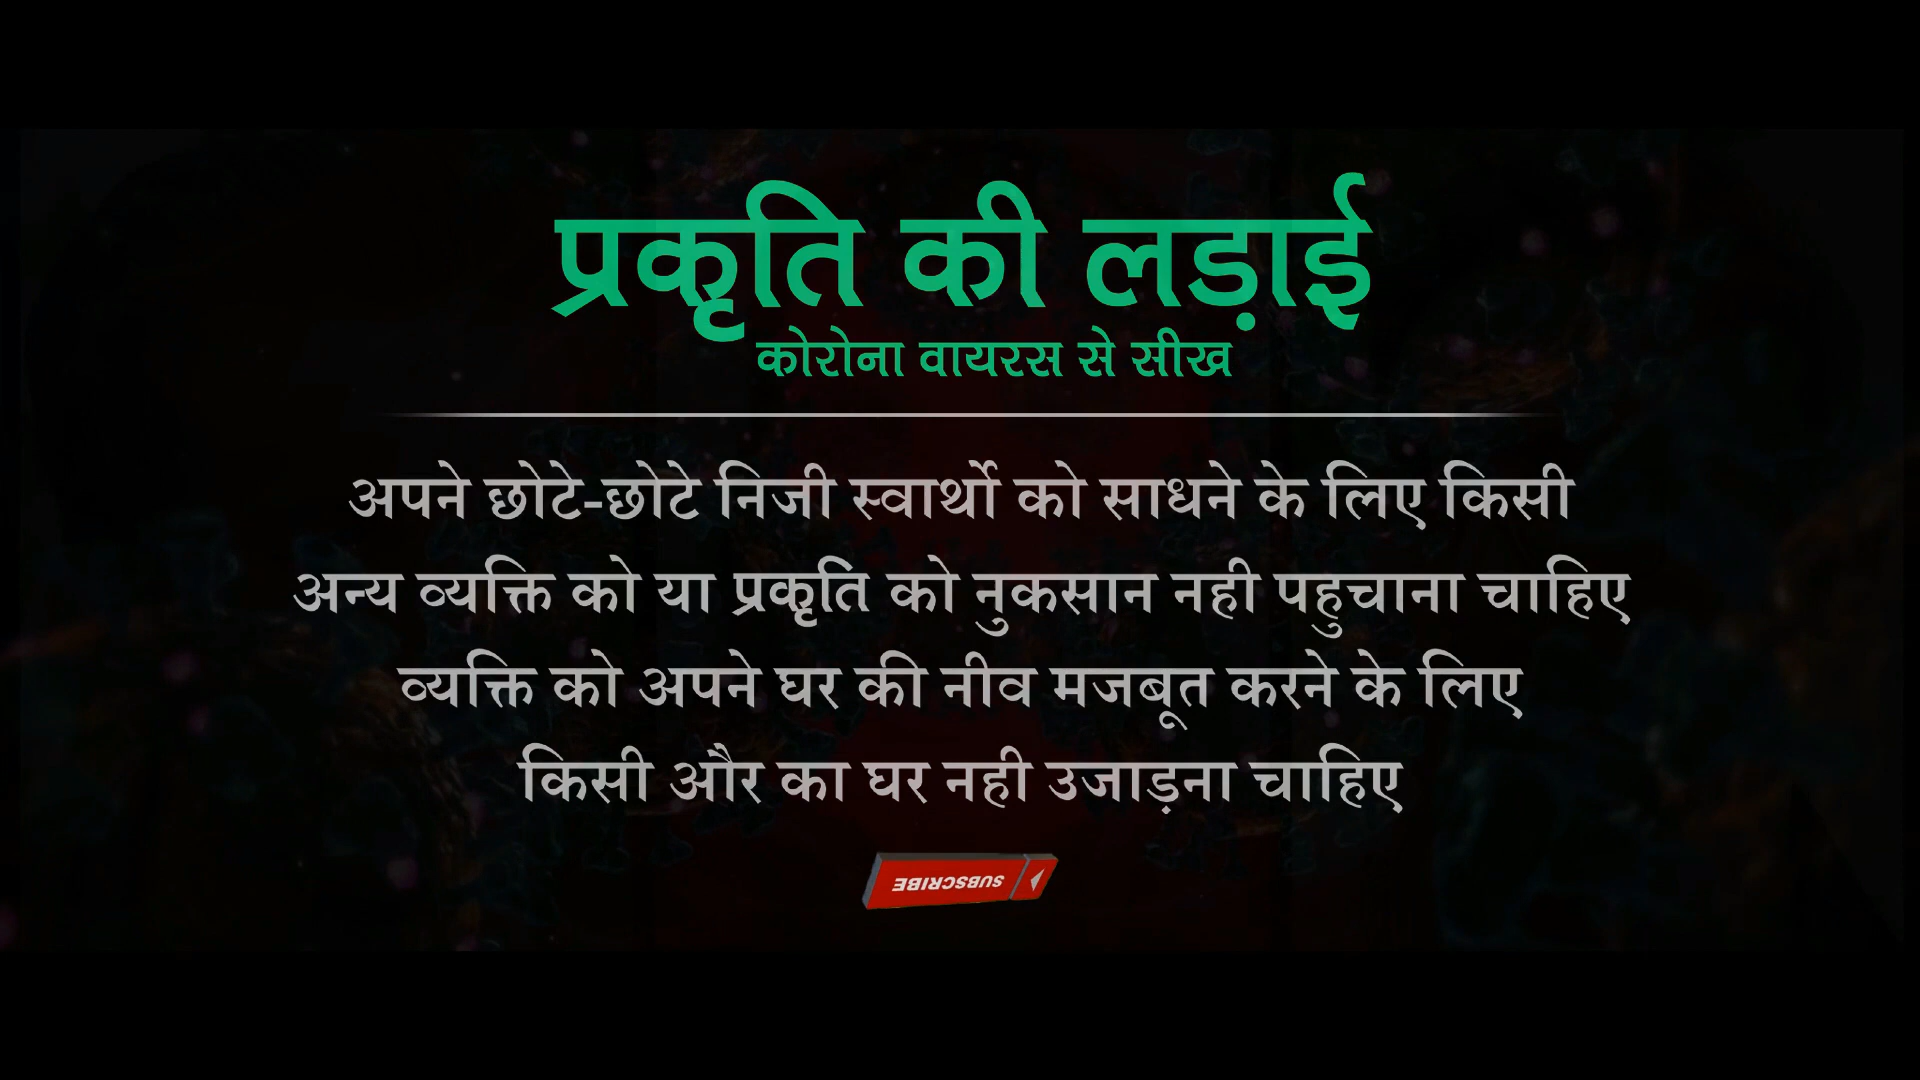 प्रकृति की लड़ाई
कोरोना वायरस से सीख
अपने छोटे-छोटे निजी स्वार्थो को साधने के लिए किसी
अन्य व्यक्ति को या प्रकृति को नुकसान नही पहुचाना चाहिए
व्यक्ति को अपने घर की नीव मजबूत करने के लिए
किसी और का घर नही उजाड़ना चाहिए
SUBSCRIBE